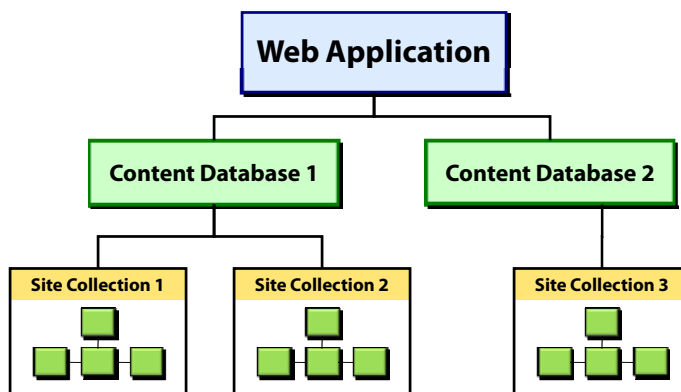 Web Application
Content Database 1
Content Database 2
Site Collection 1
Site Collection 2
Site Collection 3